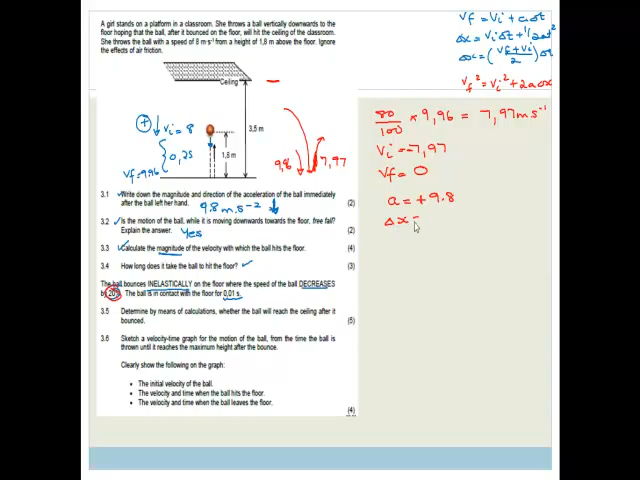 A girl stands on a platform in a classroom. She throws a ball vertically downwards to the
floor hoping that the ball, after it bounced on the floor, will hit the ceiling of the classroom.
She throws the ball with a speed of 8 m·s⁻¹ from a height of 1,8 m above the floor. Ignore
the effects of air friction.
Ceiling
3,5 m
1,8 m
+ vi = 8
0,25
vf = 9.96
9,8
7,97
3.1 Write down the magnitude and direction of the acceleration of the ball immediately
after the ball left her hand. (2)
9.8 m.s⁻² ↓
3.2 Is the motion of the ball, while it is moving downwards towards the floor, free fall?
Explain the answer. (2)
Yes
3.3 Calculate the magnitude of the velocity with which the ball hits the floor. (4)
3.4 How long does it take the ball to hit the floor? (3)
The ball bounces INELASTICALLY on the floor where the speed of the ball DECREASES
by 20%. The ball is in contact with the floor for 0,01 s.
3.5 Determine by means of calculations, whether the ball will reach the ceiling after it
bounced. (5)
3.6 Sketch a velocity-time graph for the motion of the ball, from the time the ball is
thrown until it reaches the maximum height after the bounce.
Clearly show the following on the graph:
• The initial velocity of the ball.
• The velocity and time when the ball hits the floor.
• The velocity and time when the ball leaves the floor.
(4)
vf = vi + aΔt
Δx = viΔt + 1/2 aΔt²
Δx = (vf + vi / 2) Δt
vf² = vi² + 2aΔx
80/100 × 9,96 = 7,97 m.s⁻¹
vi = -7,97
vf = 0
a = +9.8
Δx =